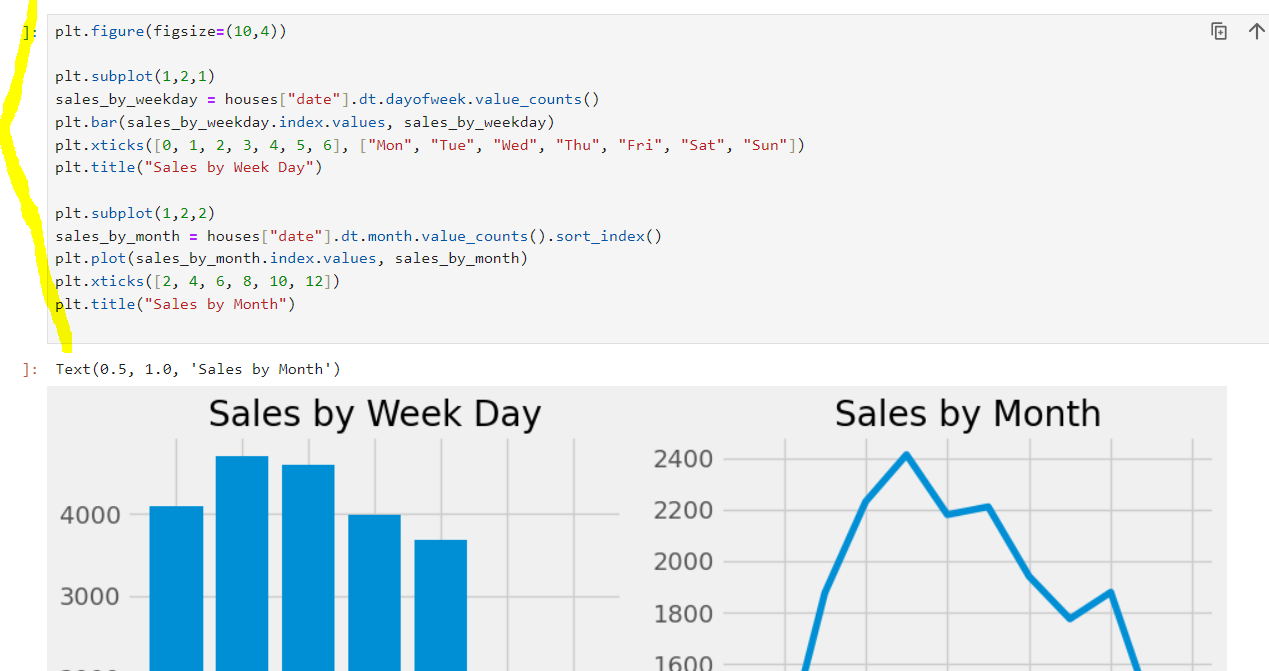 ]: plt.figure(figsize=(10,4))
plt.subplot(1,2,1)
sales_by_weekday = houses["date"].dt.dayofweek.value_counts()
plt.bar(sales_by_weekday.index.values, sales_by_weekday)
plt.xticks([0, 1, 2, 3, 4, 5, 6], ["Mon", "Tue", "Wed", "Thu", "Fri", "Sat", "Sun"])
plt.title("Sales by Week Day")
plt.subplot(1,2,2)
sales_by_month = houses["date"].dt.month.value_counts().sort_index()
plt.plot(sales_by_month.index.values, sales_by_month)
plt.xticks([2, 4, 6, 8, 10, 12])
plt.title("Sales by Month")
]: Text(0.5, 1.0, 'Sales by Month')
Sales by Week Day
4000
3000
Sales by Month
2400
2200
2000
1800
1600